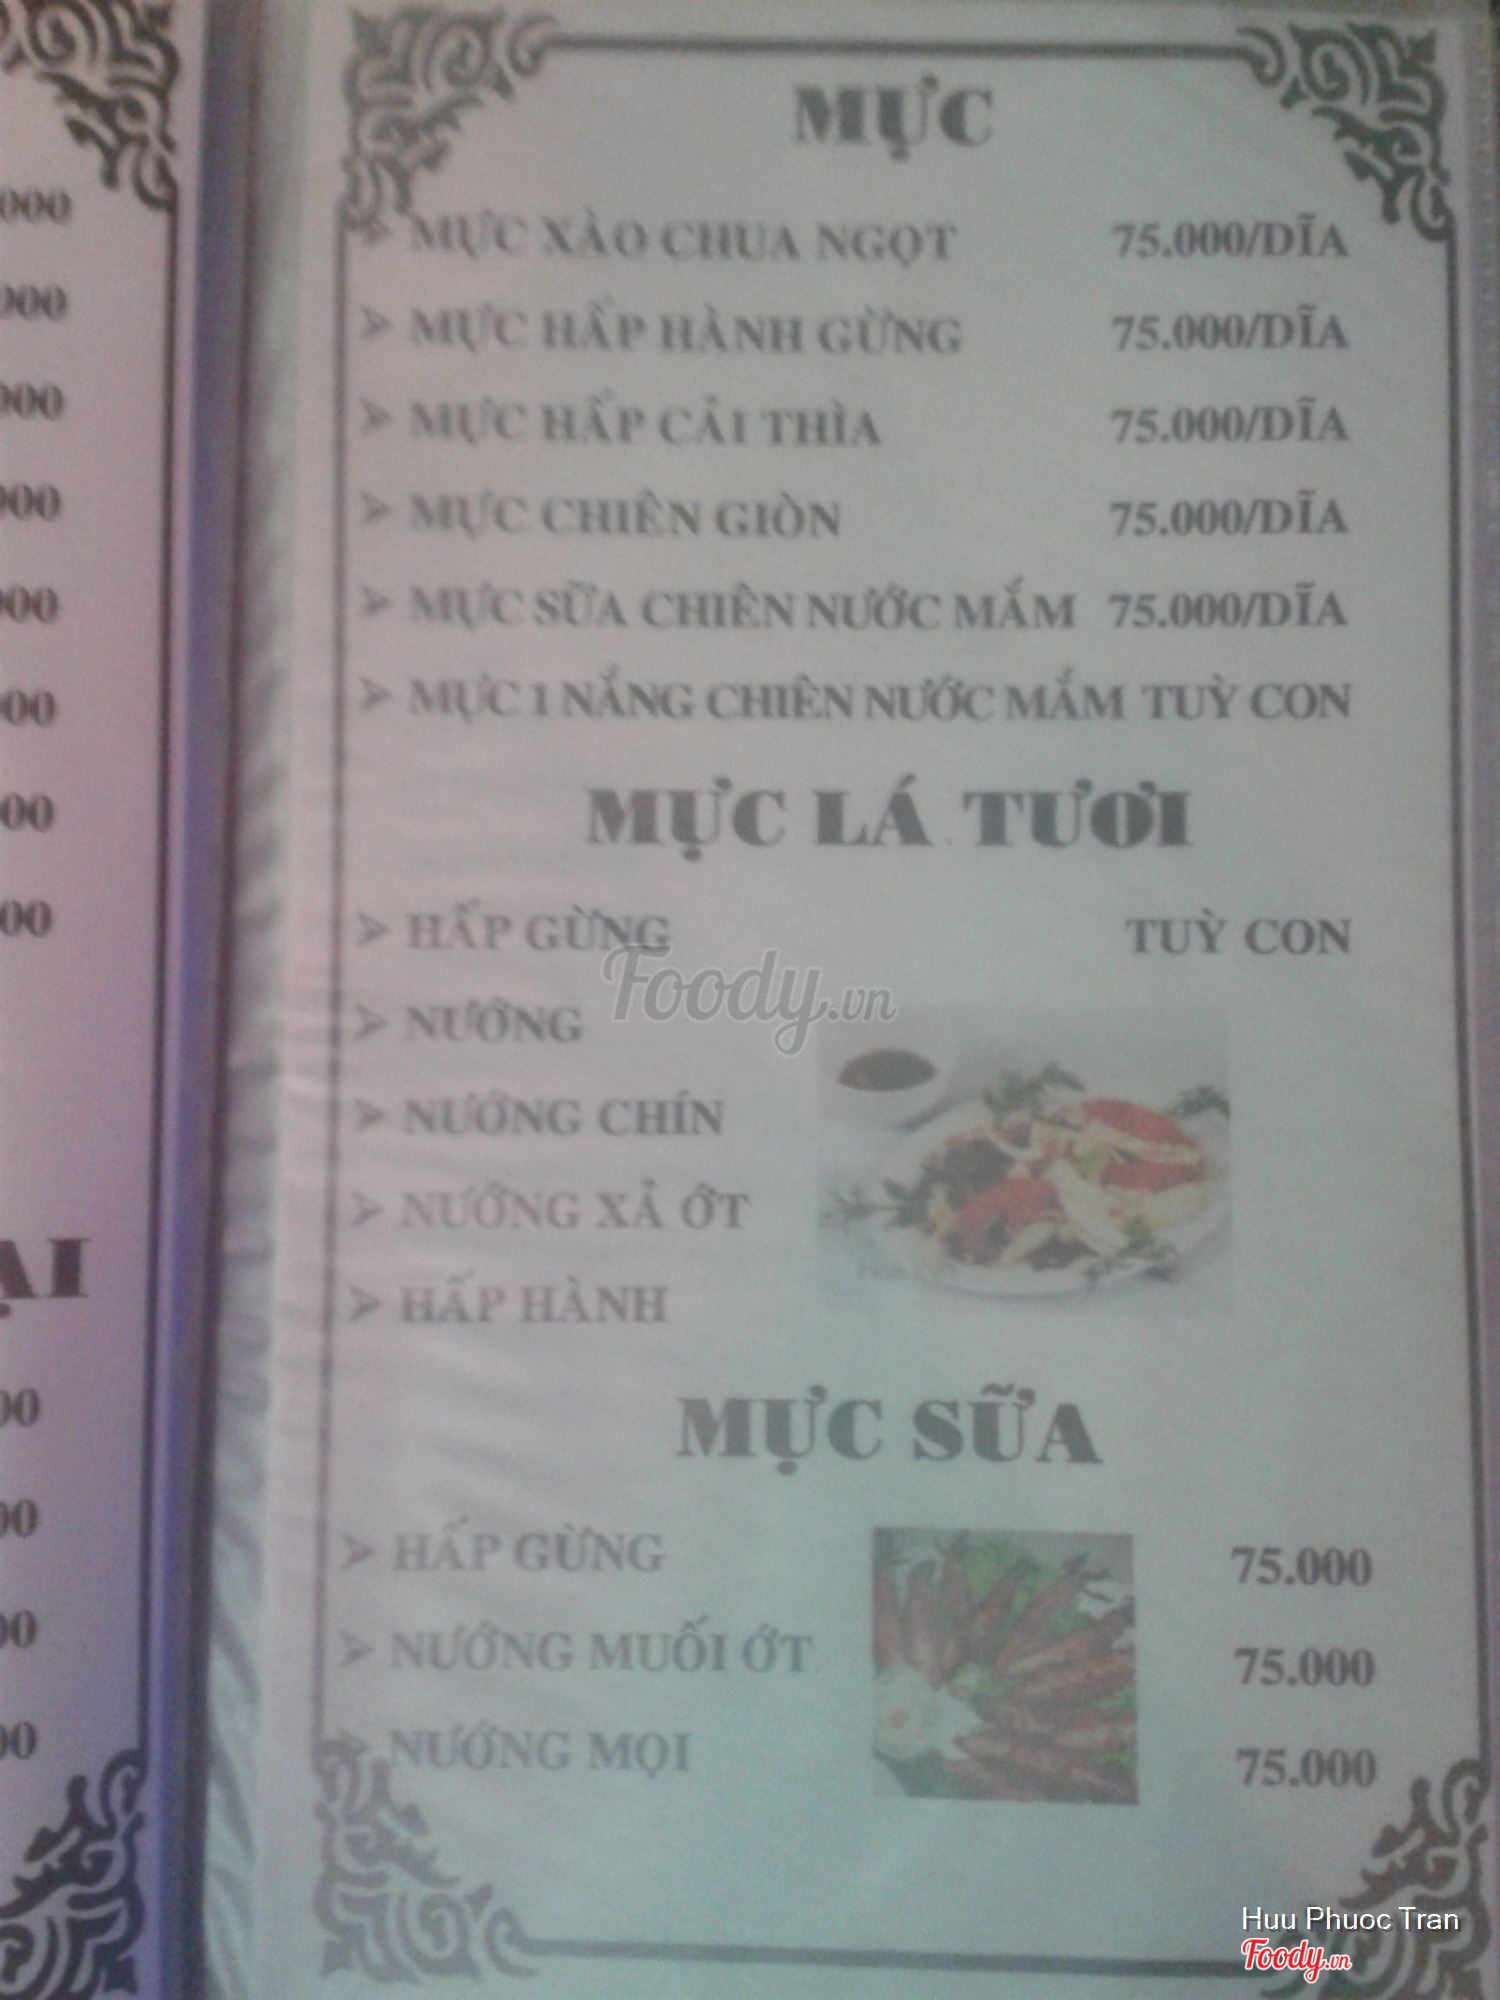 MỰC
MỰC XÀO CHUA NGỌT 75.000/DĨA
MỰC HẤP HÀNH GỪNG 75.000/DĨA
MỰC HẤP CẢI THÌA 75.000/DĨA
MỰC CHIÊN GIÒN 75.000/DĨA
MỰC SỮA CHIÊN NƯỚC MẮM 75.000/DĨA
MỰC 1 NẮNG CHIÊN NƯỚC MẮM TUỲ CON
MỰC LÁ TƯƠI
HẤP GỪNG TUỲ CON
NƯỚNG
NƯỚNG CHÍN
NƯỚNG XẢ ỚT
HẤP HÀNH
MỰC SỮA
HẤP GỪNG 75.000
NƯỚNG MUỐI ỚT 75.000
NƯỚNG MỌI 75.000
Foody.vn
Huu Phuoc Tran
Foody.vn